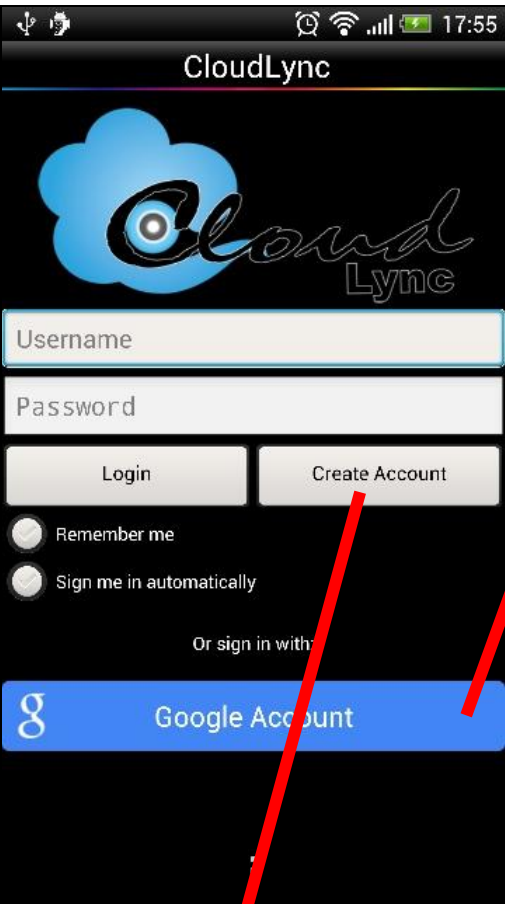 17:55
CloudLync
Cloud
Lync
Username
Password
Login Create Account
Remember me
Sign me in automatically
Or sign in with:
g Google Account